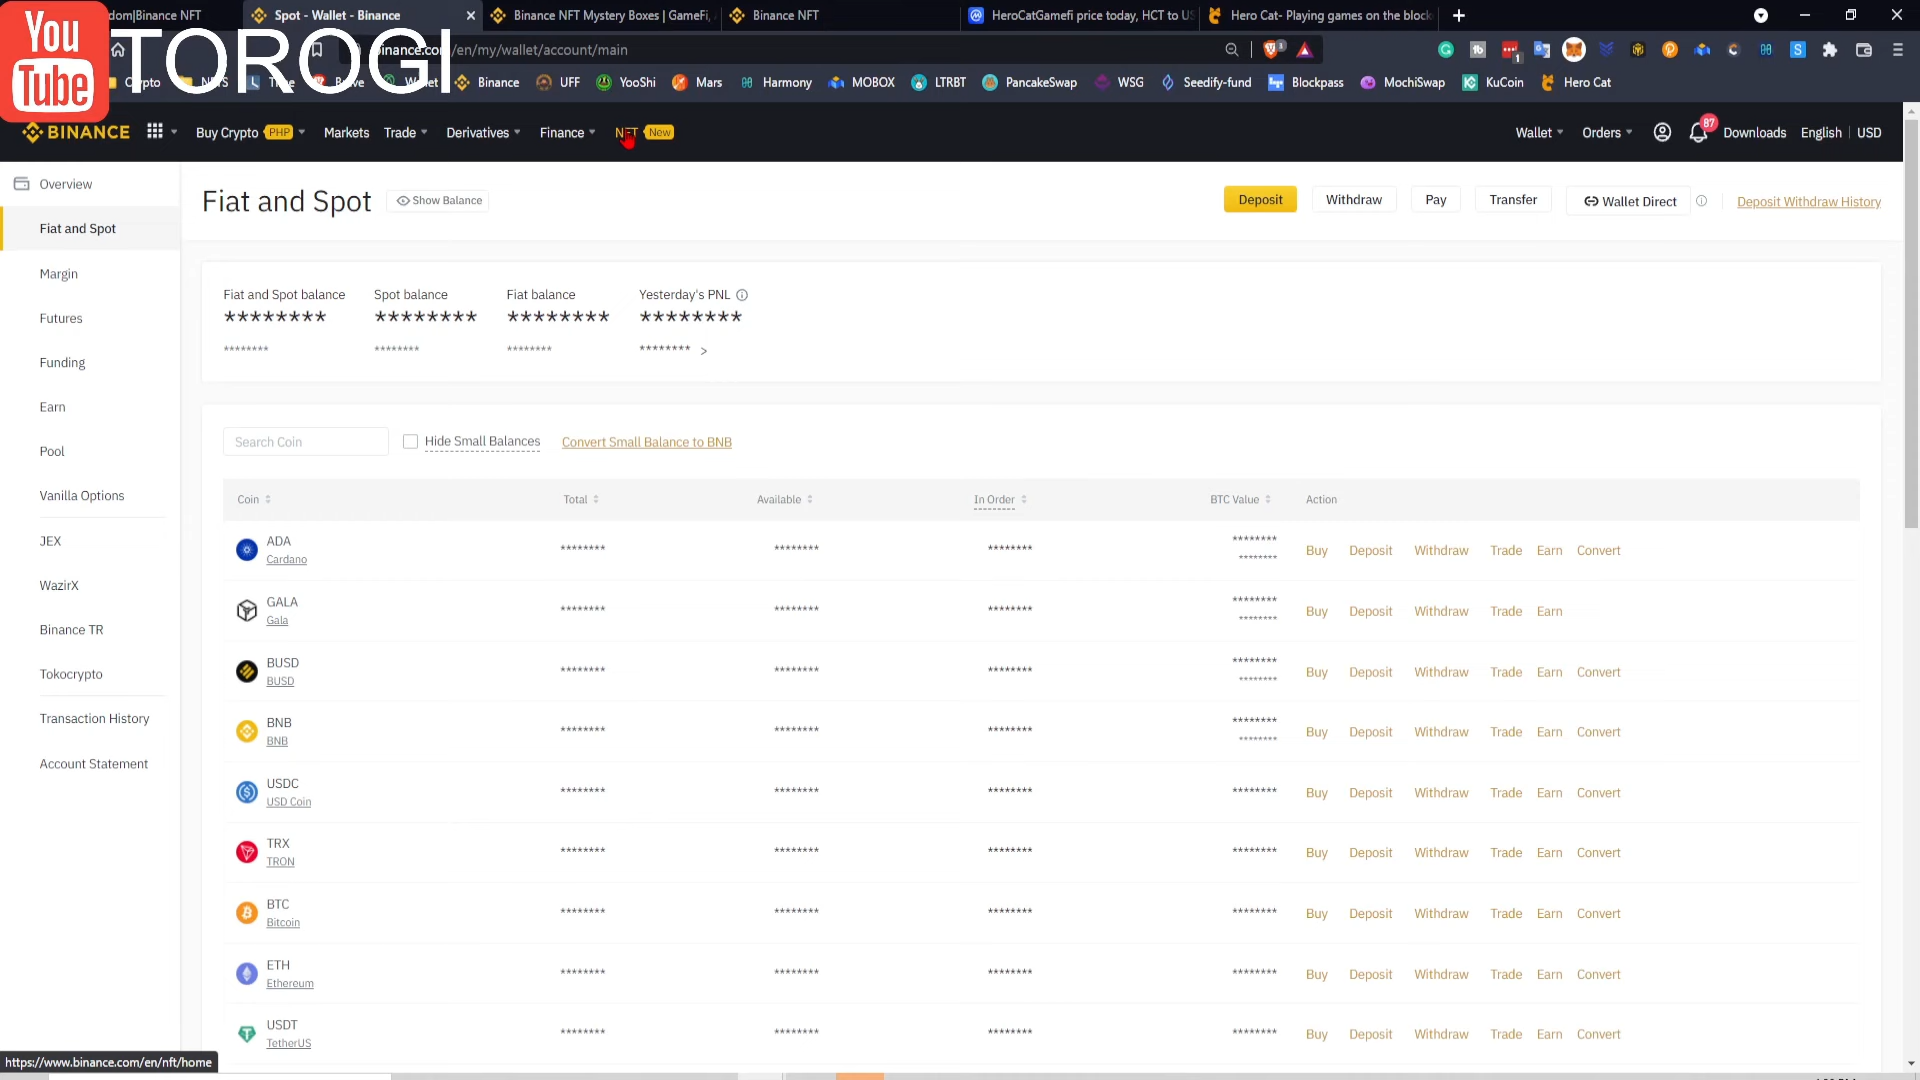 You
Tube
TOROGI
dom|Binance NFT
Spot - Wallet - Binance
Binance NFT Mystery Boxes | GameFi,
Binance NFT
HeroCatGamefi price today, HCT to US
Hero Cat- Playing games on the block
binance.com/en/my/wallet/account/main
Crypto
Wallet
Binance
UFF
YooShi
Mars
Harmony
MOBOX
LTRBT
PancakeSwap
WSG
Seedify-fund
Blockpass
MochiSwap
KuCoin
Hero Cat
BINANCE
Buy Crypto PHP
Markets
Trade
Derivatives
Finance
NFT New
Wallet
Orders
87
Downloads
English
USD
Overview
Fiat and Spot
Margin
Futures
Funding
Earn
Pool
Vanilla Options
JEX
WazirX
Binance TR
Tokocrypto
Transaction History
Account Statement
Fiat and Spot
Show Balance
Deposit
Withdraw
Pay
Transfer
Wallet Direct
Deposit Withdraw History
Fiat and Spot balance Spot balance Fiat balance Yesterday's PNL
******** ******** ******** ********
******** ******** ******** ******** >
Search Coin
Hide Small Balances
Convert Small Balance to BNB
Coin Total Available In Order BTC Value Action
ADA ******** ******** ******** ******** Buy Deposit Withdraw Trade Earn Convert
Cardano ********
GALA ******** ******** ******** ******** Buy Deposit Withdraw Trade Earn
Gala ********
BUSD ******** ******** ******** ******** Buy Deposit Withdraw Trade Earn Convert
BUSD ********
BNB ******** ******** ******** ******** Buy Deposit Withdraw Trade Earn Convert
BNB ********
USDC ******** ******** ******** ******** Buy Deposit Withdraw Trade Earn Convert
USD Coin
TRX ******** ******** ******** ******** Buy Deposit Withdraw Trade Earn Convert
TRON
BTC ******** ******** ******** ******** Buy Deposit Withdraw Trade Earn Convert
Bitcoin
ETH ******** ******** ******** ******** Buy Deposit Withdraw Trade Earn Convert
Ethereum
USDT ******** ******** ******** ******** Buy Deposit Withdraw Trade Earn Convert
TetherUS
https://www.binance.com/en/nft/home